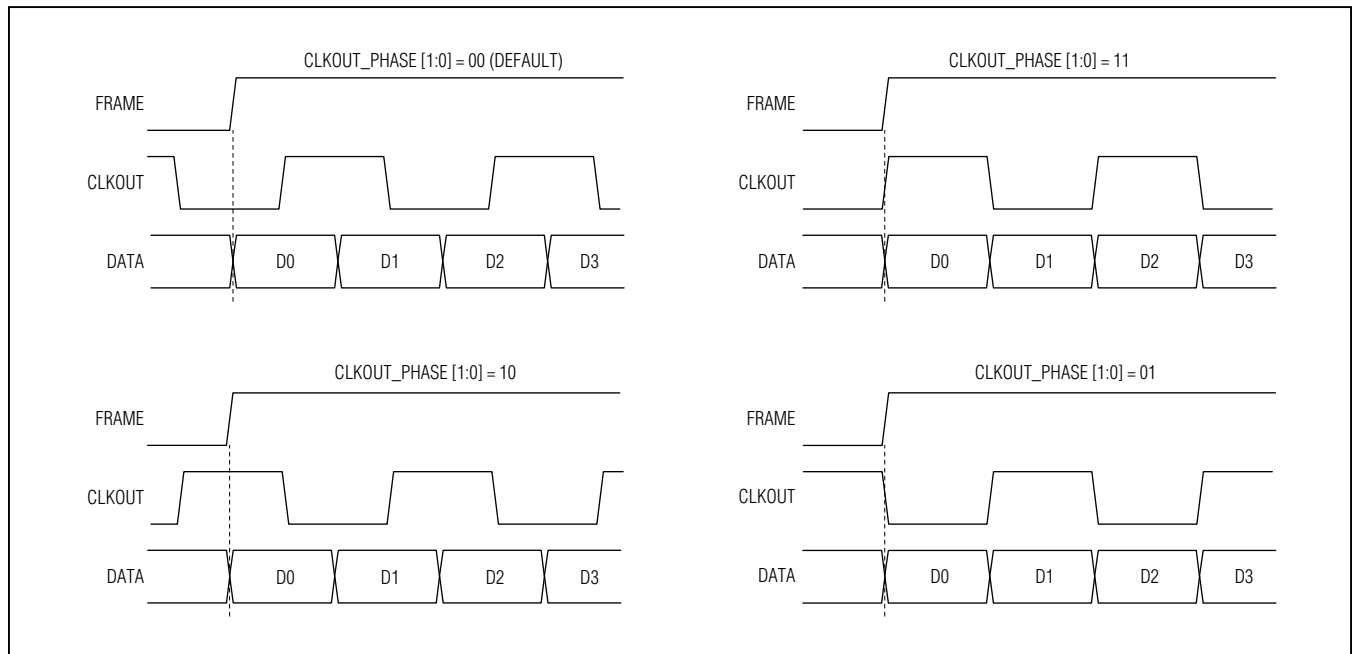 CLKOUT_PHASE [1:0] = 00 (DEFAULT)
FRAME
CLKOUT
DATA
D0
D1
D2
D3
CLKOUT_PHASE [1:0] = 11
FRAME
CLKOUT
DATA
D0
D1
D2
D3
CLKOUT_PHASE [1:0] = 10
FRAME
CLKOUT
DATA
D0
D1
D2
D3
CLKOUT_PHASE [1:0] = 01
FRAME
CLKOUT
DATA
D0
D1
D2
D3